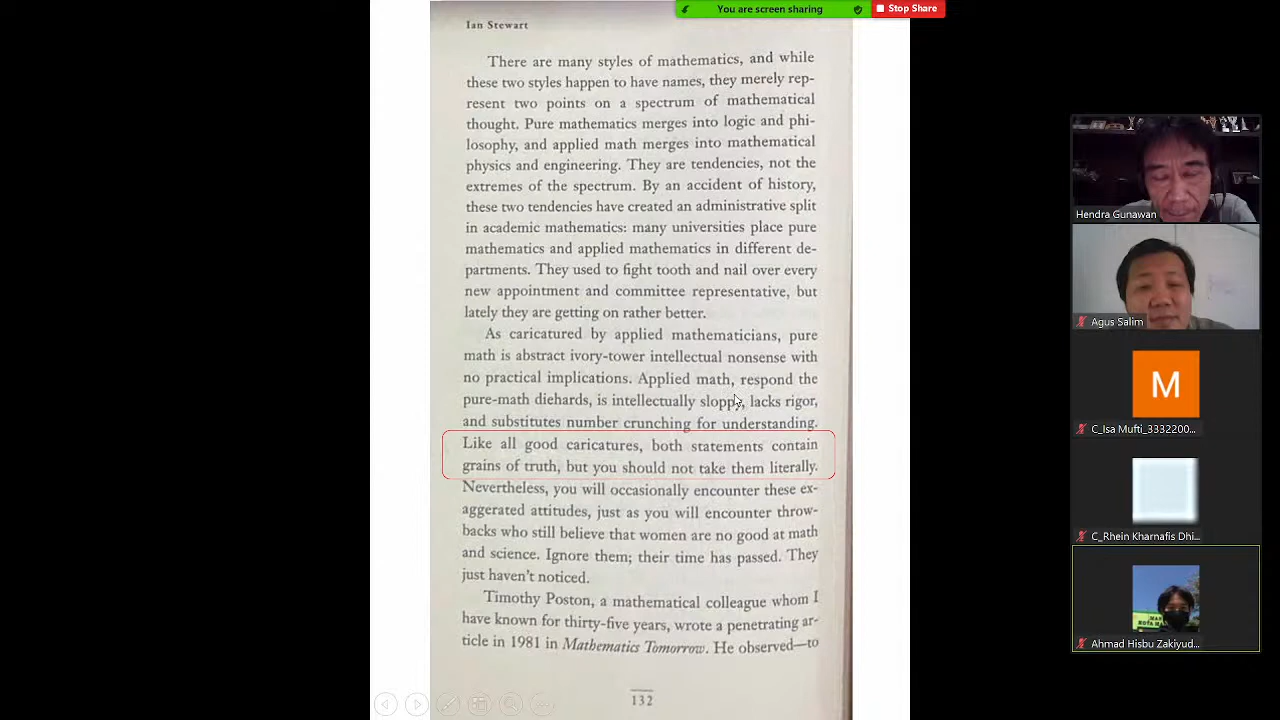 You are screen sharing
Stop Share
Ian Stewart
There are many styles of mathematics, and while
these two styles happen to have names, they merely rep-
resent two points on a spectrum of mathematical
thought. Pure mathematics merges into logic and phi-
losophy, and applied math merges into mathematical
physics and engineering. They are tendencies, not the
extremes of the spectrum. By an accident of history,
these two tendencies have created an administrative split
in academic mathematics: many universities place pure
mathematics and applied mathematics in different de-
partments. They used to fight tooth and nail over every
new appointment and committee representative, but
lately they are getting on rather better.
As caricatured by applied mathematicians, pure
math is abstract ivory-tower intellectual nonsense with
no practical implications. Applied math, respond the
pure-math diehards, is intellectually sloppy, lacks rigor,
and substitutes number crunching for understanding.
Like all good caricatures, both statements contain
grains of truth, but you should not take them literally.
Nevertheless, you will occasionally encounter these ex-
aggerated attitudes, just as you will encounter throw-
backs who still believe that women are no good at math
and science. Ignore them; their time has passed. They
just haven't noticed.
Timothy Poston, a mathematical colleague whom I
have known for thirty-five years, wrote a penetrating ar-
ticle in 1981 in Mathematics Tomorrow. He observed—to
132
Hendra Gunawan
Agus Salim
M
C_Isa Mufti_3332200...
C_Rhein Kharnafis Dhi...
Ahmad Hisbu Zakiyud...